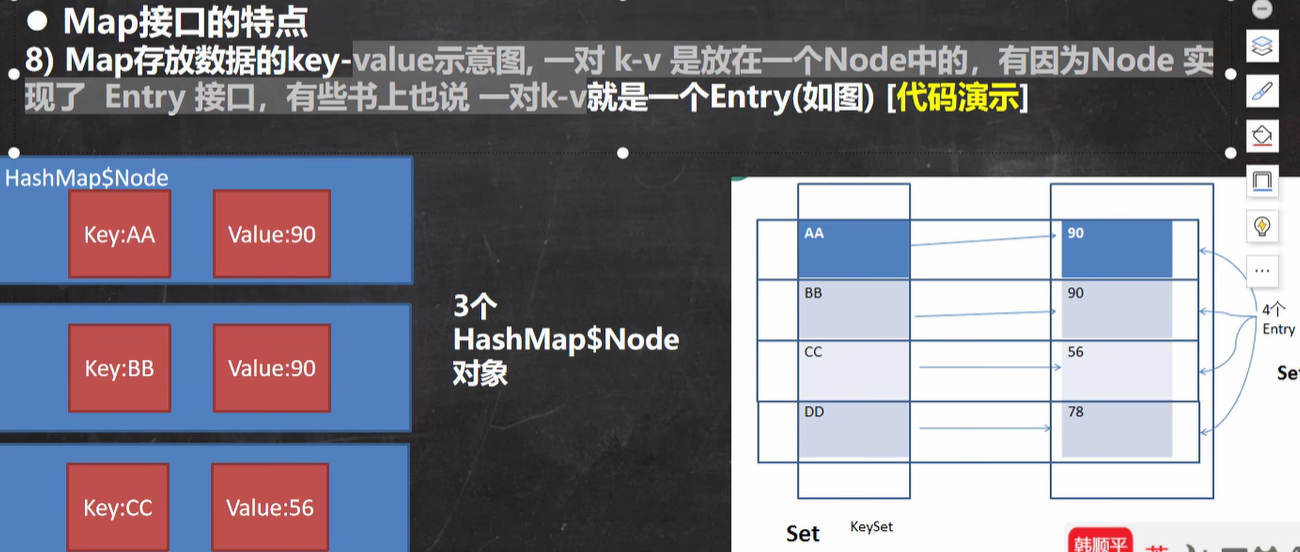 ● Map接口的特点
8) Map存放数据的key-value示意图, 一对 k-v 是放在一个Node中的，有因为Node 实
现了 Entry 接口，有些书上也说 一对k-v就是一个Entry(如图) [代码演示]
HashMap$Node
Key:AA Value:90
Key:BB Value:90
Key:CC Value:56
3个
HashMap$Node
对象
AA 90
BB 90
CC 56
DD 78
4个
Entry
Set KeySet
韩顺平